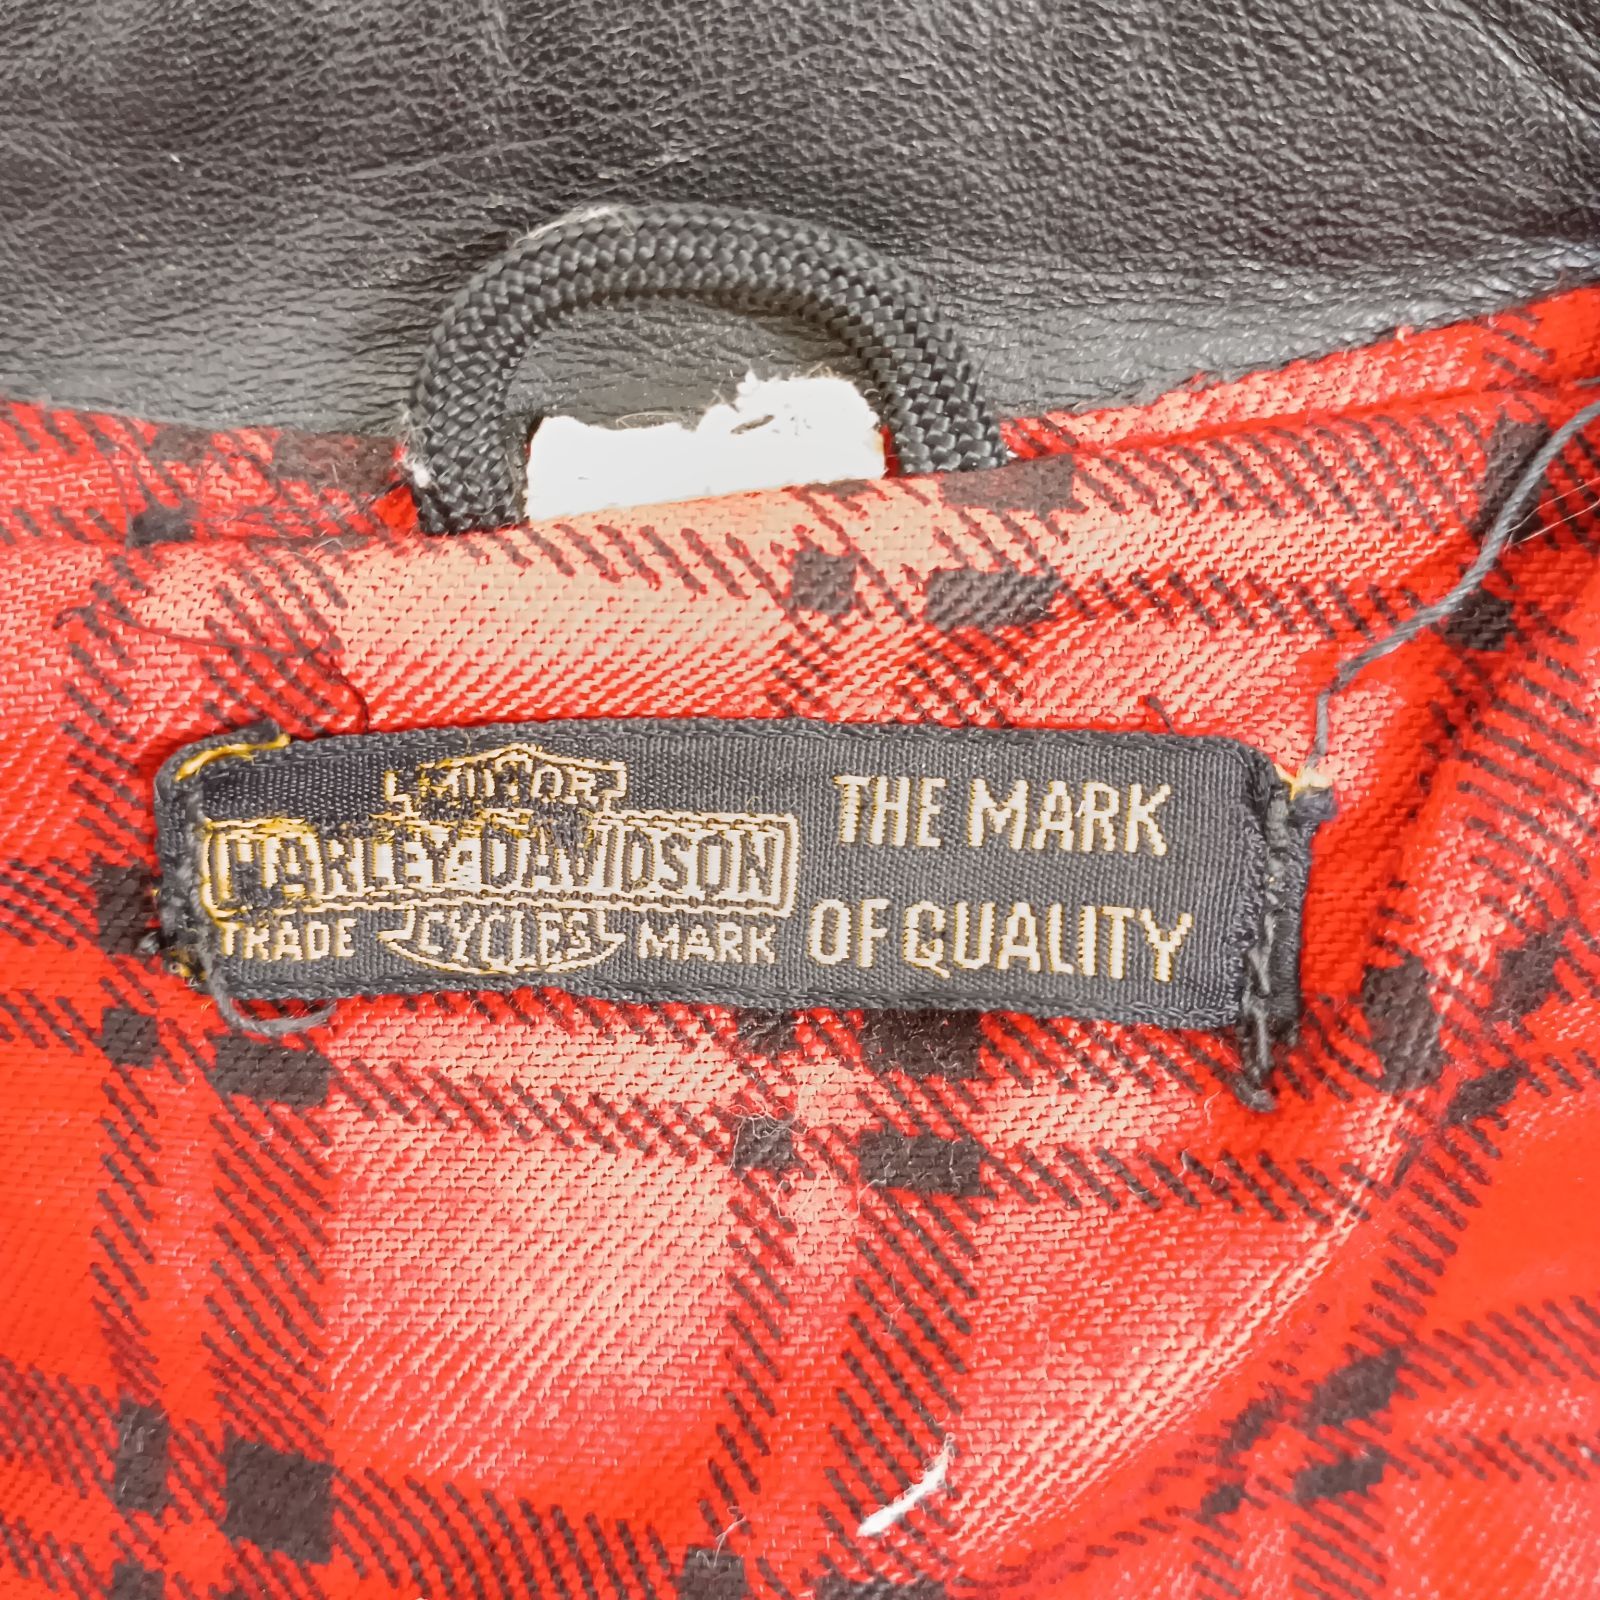 MOTOR
HARLEY-DAVIDSON
TRADE CYCLES MARK
THE MARK
OF QUALITY